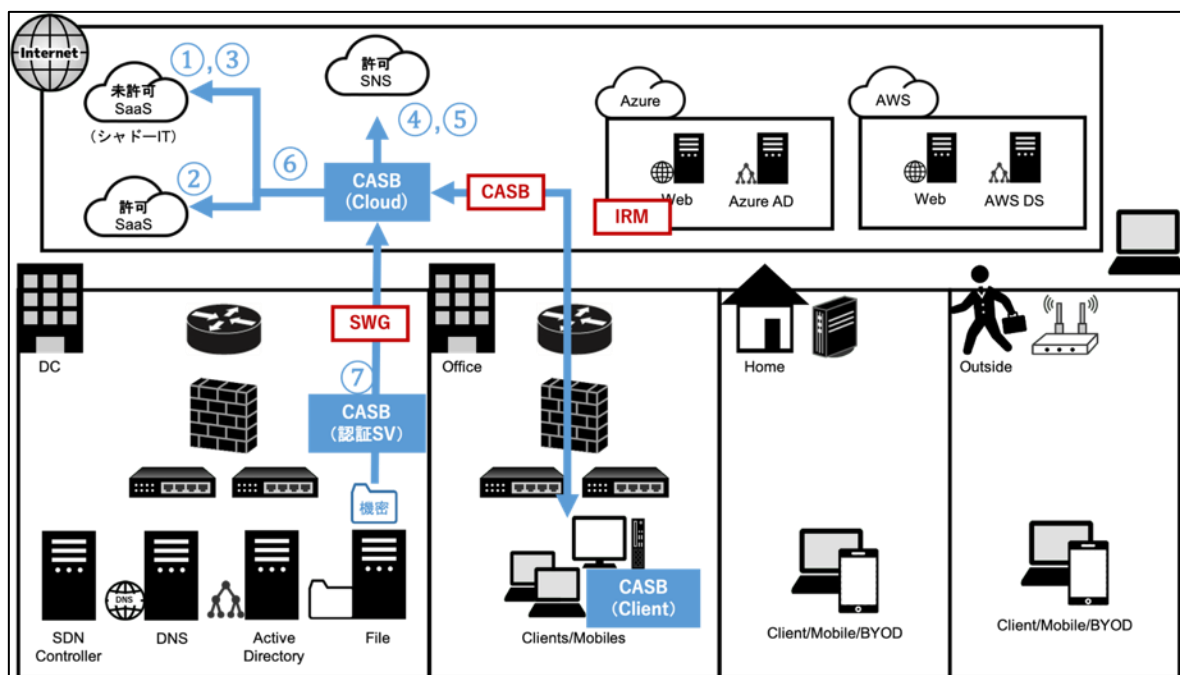 Internet
①,③
未許可
SaaS
(シャドーIT)
②
許可
SaaS
⑥
許可
SNS
④,⑤
CASB
(Cloud)
CASB
Azure
Web
Azure AD
IRM
AWS
Web
AWS DS
DC
SWG
⑦
CASB
(認証SV)
機密
SDN
Controller
DNS
DNS
Active
Directory
File
Office
CASB
(Client)
Clients/Mobiles
Home
Client/Mobile/BYOD
Outside
Client/Mobile/BYOD